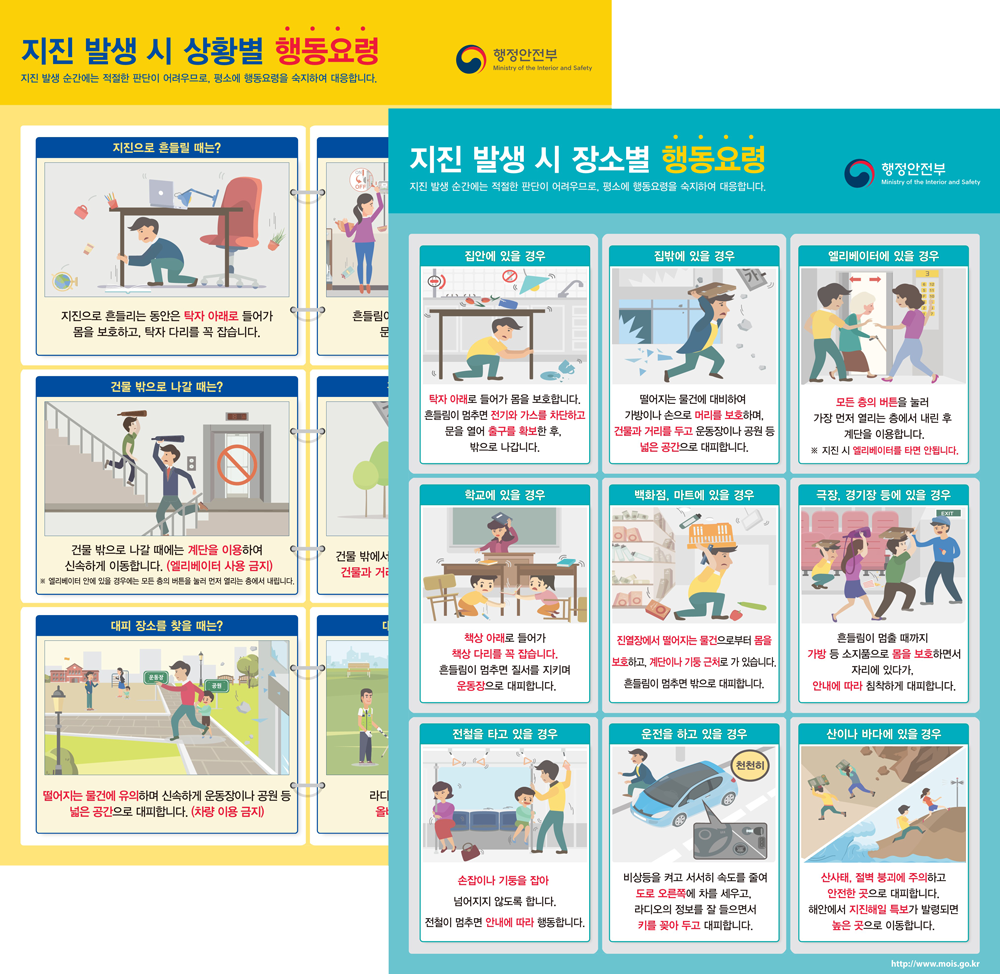 지진 발생 시 상황별 행동요령
지진 발생 순간에는 적절한 판단이 어려우므로, 평소에 행동요령을 숙지하여 대응합니다.
행정안전부
Ministry of the Interior and Safety
지진으로 흔들릴 때는?
지진으로 흔들리는 동안은 탁자 아래로 들어가
몸을 보호하고, 탁자 다리를 꼭 잡습니다.
OFF
흔들림이
문
건물 밖으로 나갈 때는?
건물 밖으로 나갈 때에는 계단을 이용하여
신속하게 이동합니다. (엘리베이터 사용 금지)
※ 엘리베이터 안에 있을 경우에는 모든 층의 버튼을 눌러 먼저 열리는 층에서 내립니다.
건물 밖에서
건물과 거리
대피 장소를 찾을 때는?
운동장
공원
떨어지는 물건에 유의하며 신속하게 운동장이나 공원 등
넓은 공간으로 대피합니다. (차량 이용 금지)
대
라디
지진 발생 시 장소별 행동요령
지진 발생 순간에는 적절한 판단이 어려우므로, 평소에 행동요령을 숙지하여 대응합니다.
행정안전부
Ministry of the Interior and Safety
집안에 있을 경우
탁자 아래로 들어가 몸을 보호합니다.
흔들림이 멈추면 전기와 가스를 차단하고
문을 열어 출구를 확보한 후,
밖으로 나갑니다.
집밖에 있을 경우
떨어지는 물건에 대비하여
가방이나 손으로 머리를 보호하며,
건물과 거리를 두고 운동장이나 공원 등
넓은 공간으로 대피합니다.
엘리베이터에 있을 경우
3
모든 층의 버튼을 눌러
가장 먼저 열리는 층에서 내린 후
계단을 이용합니다.
※ 지진 시 엘리베이터를 타면 안됩니다.
학교에 있을 경우
책상 아래로 들어가
책상 다리를 꼭 잡습니다.
흔들림이 멈추면 질서를 지키며
운동장으로 대피합니다.
백화점, 마트에 있을 경우
진열장에서 떨어지는 물건으로부터 몸을
보호하고, 계단이나 기둥 근처로 가 있습니다.
흔들림이 멈추면 밖으로 대피합니다.
극장, 경기장 등에 있을 경우
EXIT
흔들림이 멈출 때까지
가방 등 소지품으로 몸을 보호하면서
자리에 있다가,
안내에 따라 침착하게 대피합니다.
전철을 타고 있을 경우
손잡이나 기둥을 잡아
넘어지지 않도록 합니다.
전철이 멈추면 안내에 따라 행동합니다.
운전을 하고 있을 경우
천천히
비상등을 켜고 서서히 속도를 줄여
도로 오른쪽에 차를 세우고,
라디오의 정보를 잘 들으면서
키를 꽂아 두고 대피합니다.
산이나 바다에 있을 경우
산사태, 절벽 붕괴에 주의하고
안전한 곳으로 대피합니다.
해안에서 지진해일 특보가 발령되면
높은 곳으로 이동합니다.
http://www.mois.go.kr